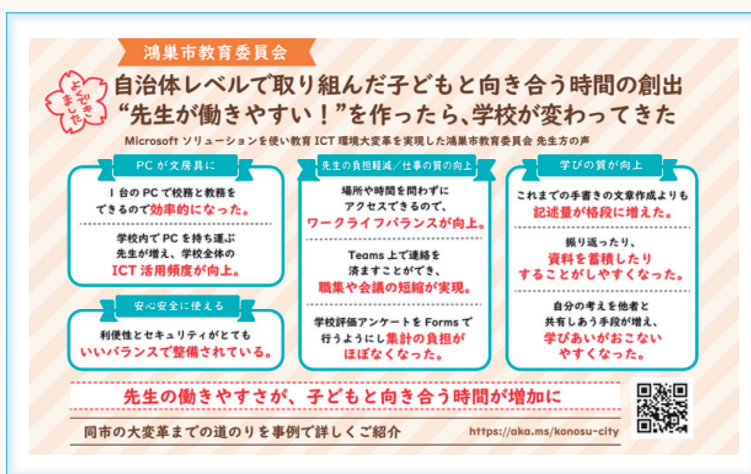 鴻巣市教育委員会
よくでき
ました
自治体レベルで取り組んだ子どもと向き合う時間の創出
“先生が働きやすい！”を作ったら、学校が変わってきた
Microsoft ソリューションを使い教育 ICT 環境大変革を実現した鴻巣市教育委員会 先生方の声
PC が文房具に
1 台の PC で校務と教務を
できるので効率的になった。
学校内で PC を持ち運ぶ
先生が増え、学校全体の
ICT 活用頻度が向上。
安心安全に使える
利便性とセキュリティがとても
いいバランスで整備されている。
先生の負担軽減／仕事の質の向上
場所や時間を問わずに
アクセスできるので、
ワークライフバランスが向上。
Teams 上で連絡を
済ますことができ、
職集や会議の短縮が実現。
学校評価アンケートを Forms で
行うようにし集計の負担が
ほぼなくなった。
学びの質が向上
これまでの手書きの文章作成よりも
記述量が格段に増えた。
振り返ったり、
資料を蓄積したり
することがしやすくなった。
自分の考えを他者と
共有しあう手段が増え、
学びあいがおこない
やすくなった。
先生の働きやすさが、子どもと向き合う時間が増加に
同市の大変革までの道のりを事例で詳しくご紹介
https://aka.ms/konosu-city